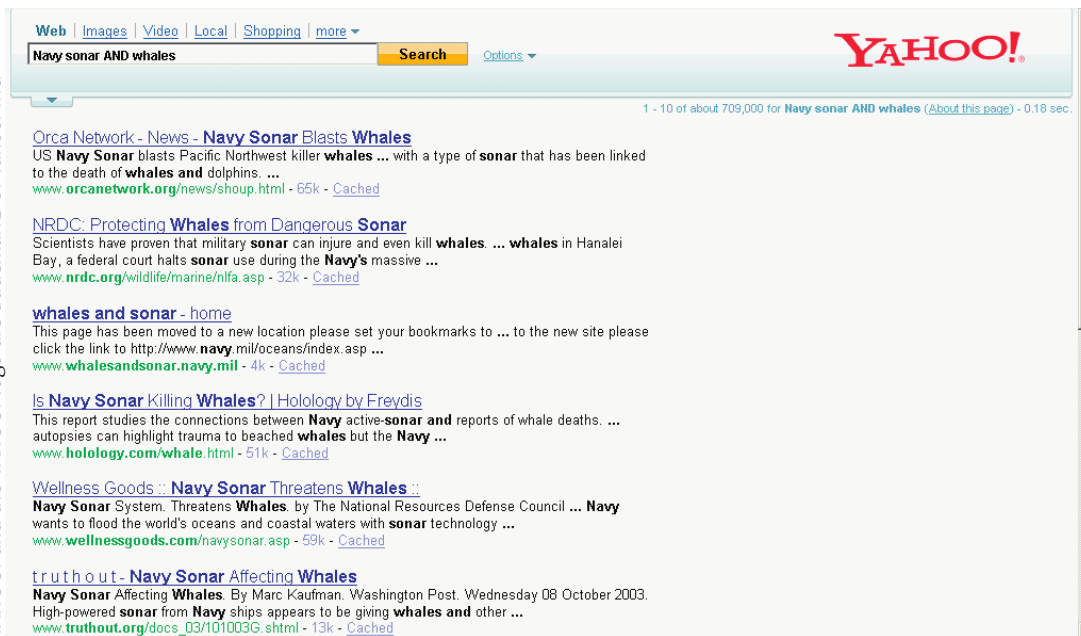 Web | Images | Video | Local | Shopping | more
Navy sonar AND whales Search Options YAHOO!
1 - 10 of about 709,000 for Navy sonar AND whales (About this page) - 0.18 sec.
Orca Network - News - Navy Sonar Blasts Whales
US Navy Sonar blasts Pacific Northwest killer whales ... with a type of sonar that has been linked
to the death of whales and dolphins. ...
www.orcanetwork.org/news/shoup.html - 65k - Cached
NRDC: Protecting Whales from Dangerous Sonar
Scientists have proven that military sonar can injure and even kill whales. ... whales in Hanalei
Bay, a federal court halts sonar use during the Navy's massive ...
www.nrdc.org/wildlife/marine/nlfa.asp - 32k - Cached
whales and sonar - home
This page has been moved to a new location please set your bookmarks to ... to the new site please
click the link to http://www.navy.mil/oceans/index.asp ...
www.whalesandsonar.navy.mil - 4k - Cached
Is Navy Sonar Killing Whales? | Holology by Freydis
This report studies the connections between Navy active-sonar and reports of whale deaths. ...
autopsies can highlight trauma to beached whales but the Navy ...
www.holology.com/whale.html - 51k - Cached
Wellness Goods :: Navy Sonar Threatens Whales ::
Navy Sonar System. Threatens Whales. by The National Resources Defense Council ... Navy
wants to flood the world's oceans and coastal waters with sonar technology ...
www.wellnessgoods.com/navysonar.asp - 59k - Cached
t r u t h o u t - Navy Sonar Affecting Whales
Navy Sonar Affecting Whales. By Marc Kaufman. Washington Post. Wednesday 08 October 2003.
High-powered sonar from Navy ships appears to be giving whales and other ...
www.truthout.org/docs_03/101003G.shtml - 13k - Cached